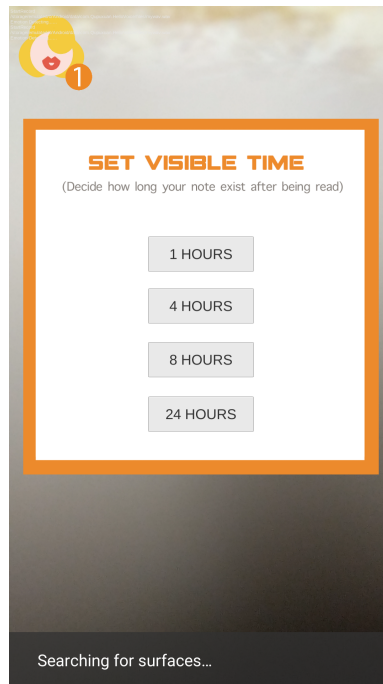 1
SET VISIBLE TIME
(Decide how long your note exist after being read)
1 HOURS
4 HOURS
8 HOURS
24 HOURS
Searching for surfaces...